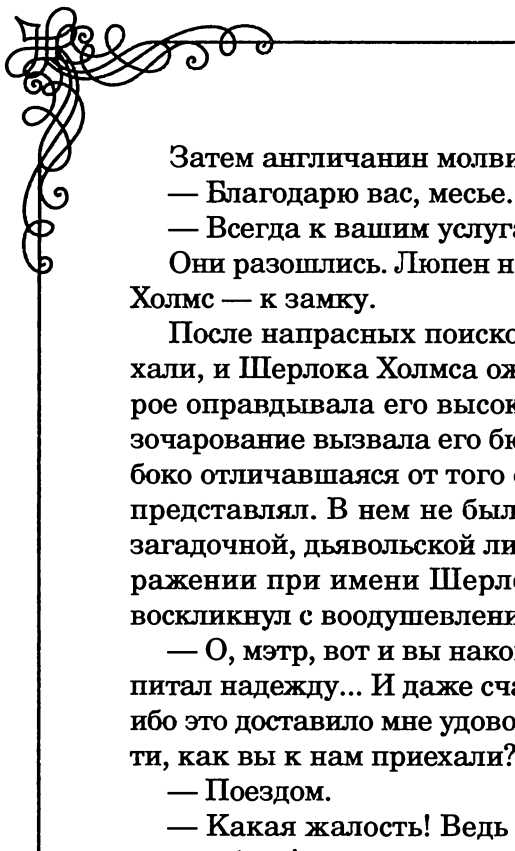 Затем англичанин молви
— Благодарю вас, месье.
— Всегда к вашим услуг
Они разошлись. Люпен н
Холмс — к замку.
После напрасных поиско
хали, и Шерлока Холмса ож
рое оправдывала его высок
зочарование вызвала его бю
боко отличавшаяся от того
представлял. В нем не был
загадочной, дьявольской ли
ражении при имени Шерл
воскликнул с воодушевлени
— О, мэтр, вот и вы нако
питал надежду... И даже сча
ибо это доставило мне удово
ти, как вы к нам приехали?
— Поездом.
— Какая жалость! Ведь